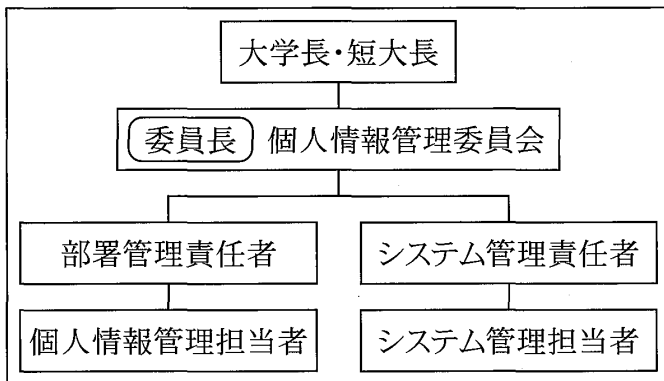 大学長・短大長
委員長 個人情報管理委員会
部署管理責任者
システム管理責任者
個人情報管理担当者
システム管理担当者